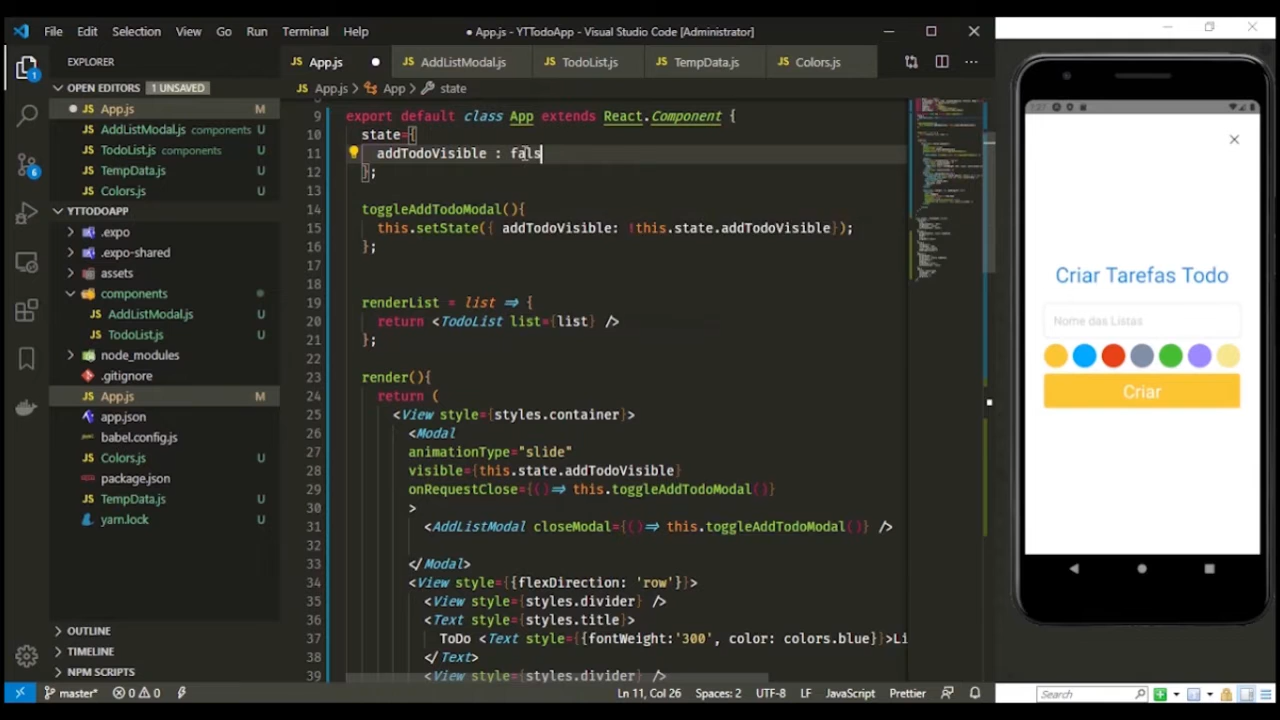 File Edit Selection View Go Run Terminal Help
● App.js - YTTodoApp - Visual Studio Code [Administrator]
EXPLORER
App.js ●
AddListModal.js
TodoList.js
TempData.js
Colors.js
OPEN EDITORS 1 UNSAVED
App.js M
AddListModal.js components U
TodoList.js components U
TempData.js U
Colors.js U
YTTODOAPP
.expo
.expo-shared
assets
components
AddListModal.js U
TodoList.js U
node_modules
.gitignore
App.js M
app.json
babel.config.js
Colors.js U
package.json
TempData.js U
yarn.lock U
OUTLINE
TIMELINE
NPM SCRIPTS
App.js > App > state
9 export default class App extends React.Component {
10 state={
11 addTodoVisible : fals
12 };
13
14 toggleAddTodoModal(){
15 this.setState({ addTodoVisible: !this.state.addTodoVisible});
16 };
17
18
19 renderList = list => {
20 return <TodoList list={list} />
21 };
22
23 render(){
24 return (
25 <View style={styles.container}>
26 <Modal
27 animationType="slide"
28 visible={this.state.addTodoVisible}
29 onRequestClose={()=> this.toggleAddTodoModal()}
30 >
31 <AddListModal closeModal={()=> this.toggleAddTodoModal()} />
32
33 </Modal>
34 <View style={{flexDirection: 'row'}}>
35 <View style={styles.divider} />
36 <Text style={styles.title}>
37 ToDo <Text style={{fontWeight:'300', color: colors.blue}}>Li
38 </Text>
39 <View style={styles.divider} />
1
6
master* 0 0
Ln 11, Col 26 Spaces: 2 UTF-8 LF JavaScript Prettier
Criar Tarefas Todo
Nome das Listas
Criar
Search